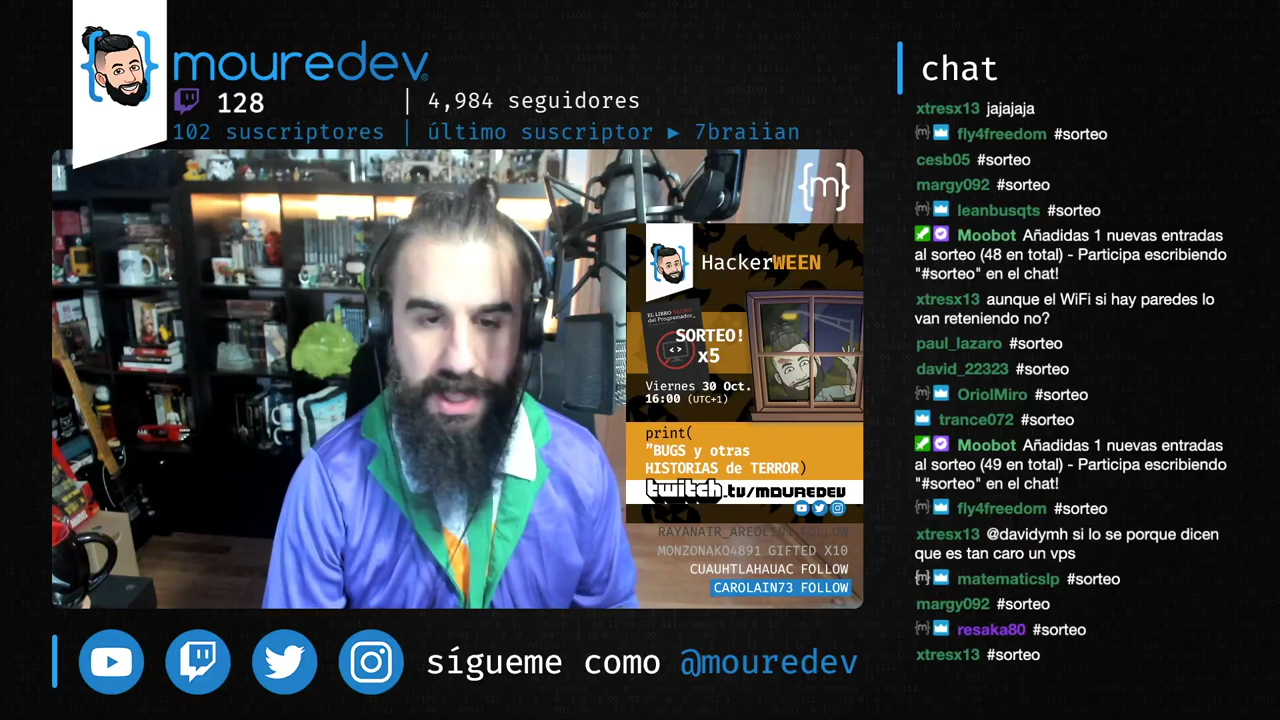 mouredev
128 | 4,984 seguidores
102 suscriptores | último suscriptor ▶ 7braiian
{m}
HackerWEEN
EL LIBRO NEGRO
del Programador
SORTEO!
x5
Viernes 30 Oct.
16:00 (UTC+1)
print(
"BUGS y otras
HISTORIAS de TERROR)
twitch.tv/MOUREDEV
MONZONAKO4891 GIFTED X10
CUAUHTLAHAUAC FOLLOW
CAROLAIN73 FOLLOW
sígueme como @mouredev
chat
xtresx13 jajajaja
{m} fly4freedom #sorteo
cesb05 #sorteo
margy092 #sorteo
{m} leanbusqts #sorteo
Moobot Añadidas 1 nuevas entradas
al sorteo (48 en total) - Participa escribiendo
"#sorteo" en el chat!
xtresx13 aunque el WiFi si hay paredes lo
van reteniendo no?
paul_lazaro #sorteo
david_22323 #sorteo
{m} OriolMiro #sorteo
trance072 #sorteo
Moobot Añadidas 1 nuevas entradas
al sorteo (49 en total) - Participa escribiendo
"#sorteo" en el chat!
{m} fly4freedom #sorteo
xtresx13 @davidymh si lo se porque dicen
que es tan caro un vps
{m} matematicslp #sorteo
margy092 #sorteo
{m} resaka80 #sorteo
xtresx13 #sorteo